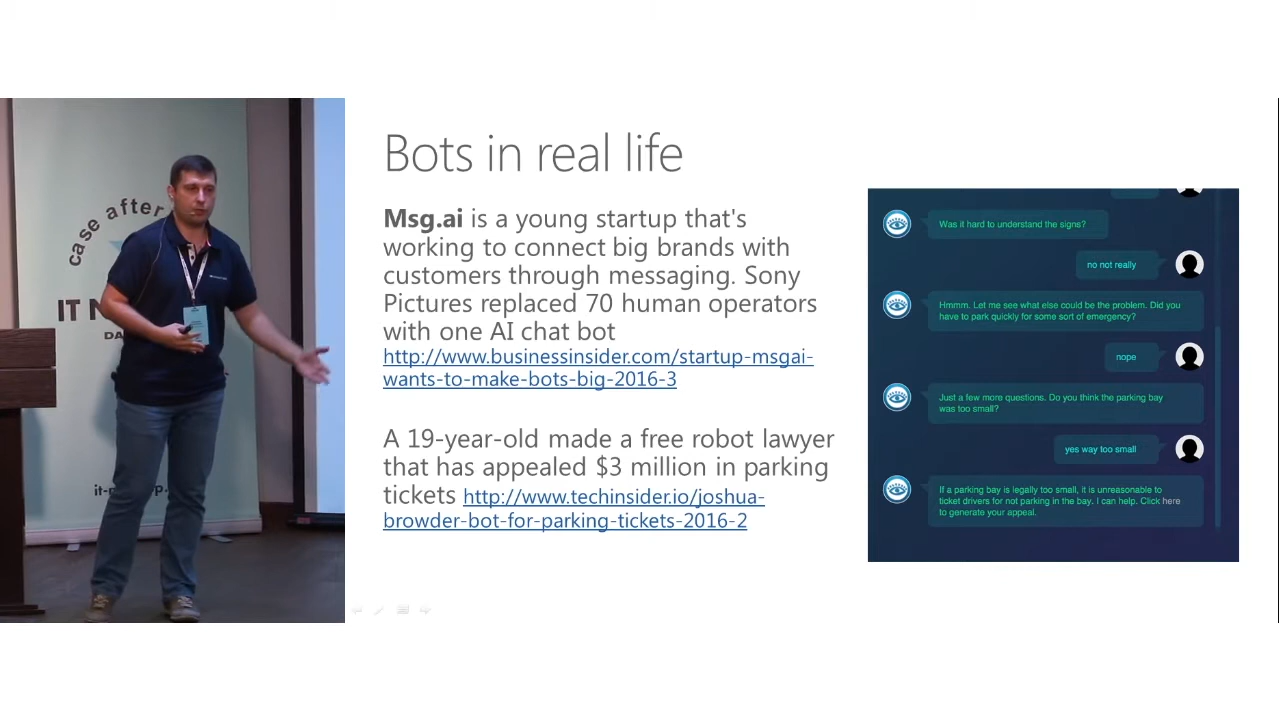 case after
IT N
DA
it-n
Bots in real life
Msg.ai is a young startup that's
working to connect big brands with
customers through messaging. Sony
Pictures replaced 70 human operators
with one AI chat bot
http://www.businessinsider.com/startup-msgai-
wants-to-make-bots-big-2016-3
A 19-year-old made a free robot lawyer
that has appealed $3 million in parking
tickets http://www.techinsider.io/joshua-
browder-bot-for-parking-tickets-2016-2
Was it hard to understand the signs?
no not really
Hmmm. Let me see what else could be the problem. Did you
have to park quickly for some sort of emergency?
nope
Just a few more questions. Do you think the parking bay
was too small?
yes way too small
If a parking bay is legally too small, it is unreasonable to
ticket drivers for not parking in the bay. I can help. Click here
to generate your appeal.